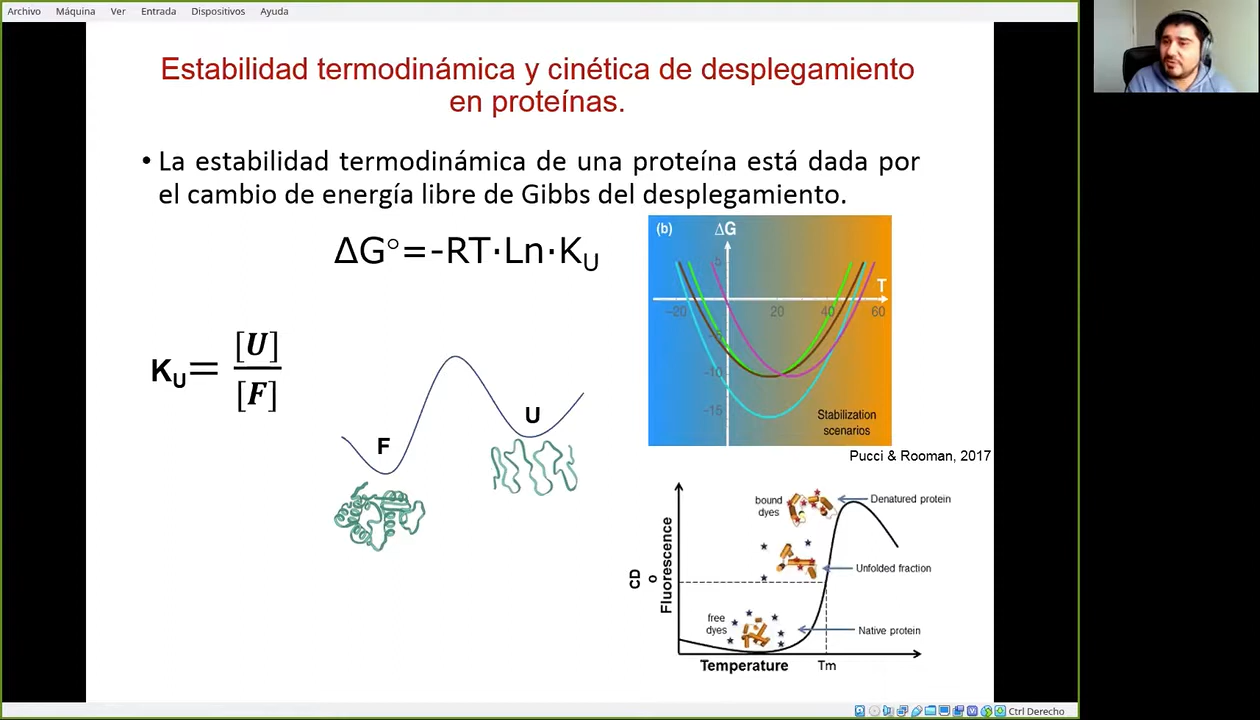 Archivo Máquina Ver Entrada Dispositivos Ayuda
Estabilidad termodinámica y cinética de desplegamiento
en proteínas.
• La estabilidad termodinámica de una proteína está dada por
el cambio de energía libre de Gibbs del desplegamiento.
ΔG°=-RT·Ln·KU
KU= [U]
[F]
F
U
(b) ΔG
5
T
-20 20 40 60
-5
-10
-15
Stabilization
scenarios
Pucci & Rooman, 2017
CD
o
Fluorescence
bound
dyes
Denatured protein
Unfolded fraction
free
dyes
Native protein
Temperature Tm
Ctrl Derecho